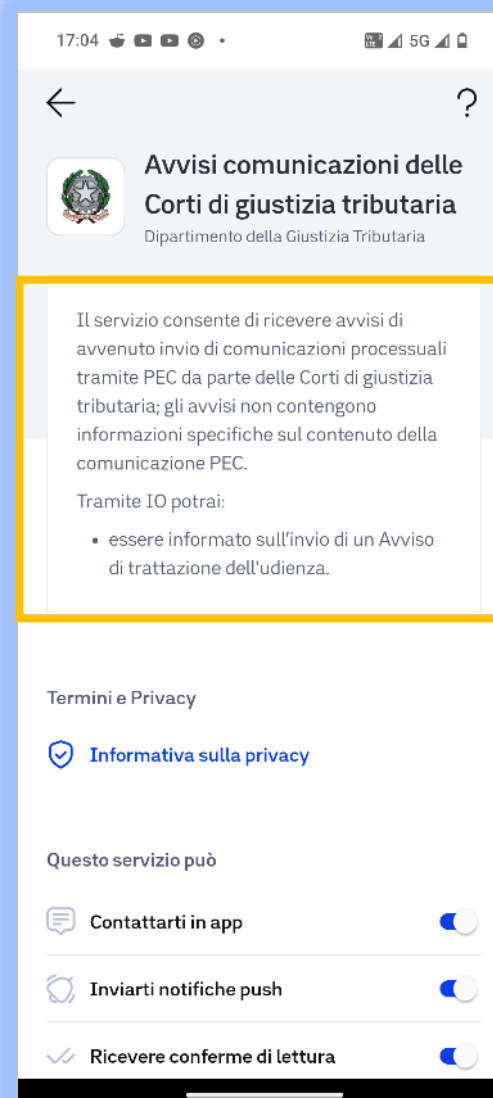 17:04
5G
?
Avvisi comunicazioni delle
Corti di giustizia tributaria
Dipartimento della Giustizia Tributaria
Il servizio consente di ricevere avvisi di
avvenuto invio di comunicazioni processuali
tramite PEC da parte delle Corti di giustizia
tributaria; gli avvisi non contengono
informazioni specifiche sul contenuto della
comunicazione PEC.
Tramite IO potrai:
• essere informato sull'invio di un Avviso
di trattazione dell'udienza.
Termini e Privacy
Informativa sulla privacy
Questo servizio può
Contattarti in app
Inviarti notifiche push
Ricevere conferme di lettura